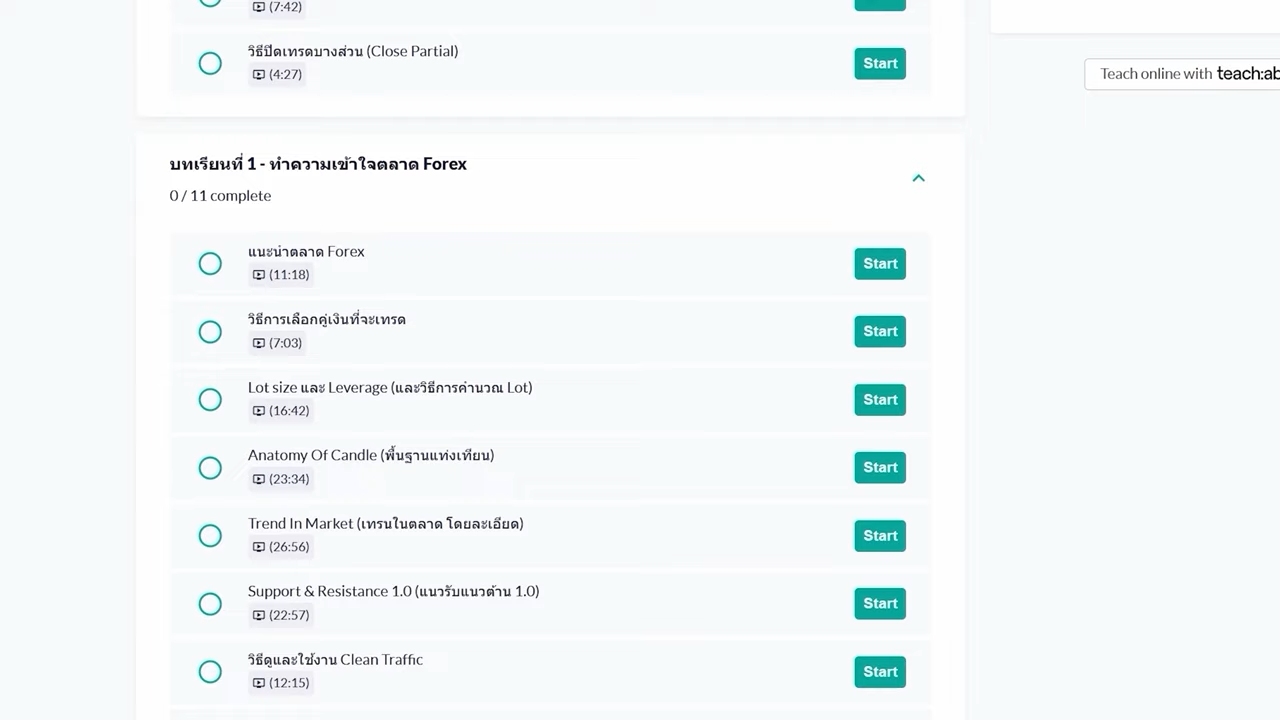 (7:42)
วิธีปิดเทรดบางส่วน (Close Partial)
(4:27)
Start
Teach online with teach:ab
บทเรียนที่ 1 - ทำความเข้าใจตลาด Forex
0 / 11 complete
แนะนำตลาด Forex
(11:18)
Start
วิธีการเลือกคู่เงินที่จะเทรด
(7:03)
Start
Lot size และ Leverage (และวิธีการคำนวณ Lot)
(16:42)
Start
Anatomy Of Candle (พื้นฐานแท่งเทียน)
(23:34)
Start
Trend In Market (เทรนในตลาด โดยละเอียด)
(26:56)
Start
Support & Resistance 1.0 (แนวรับแนวต้าน 1.0)
(22:57)
Start
วิธีดูและใช้งาน Clean Traffic
(12:15)
Start